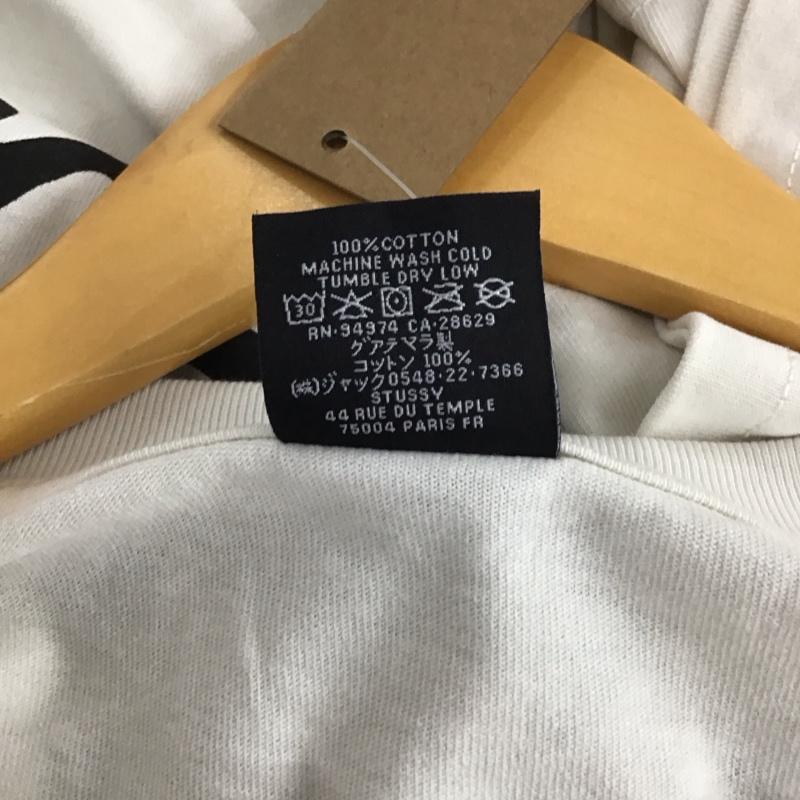 100% COTTON
MACHINE WASH COLD
TUMBLE DRY LOW
30
RN·94974 CA·28629
グアテマラ製
コットン 100%
(株)ジャック0548·22·7366
STUSSY
44 RUE DU TEMPLE
75004 PARIS FR